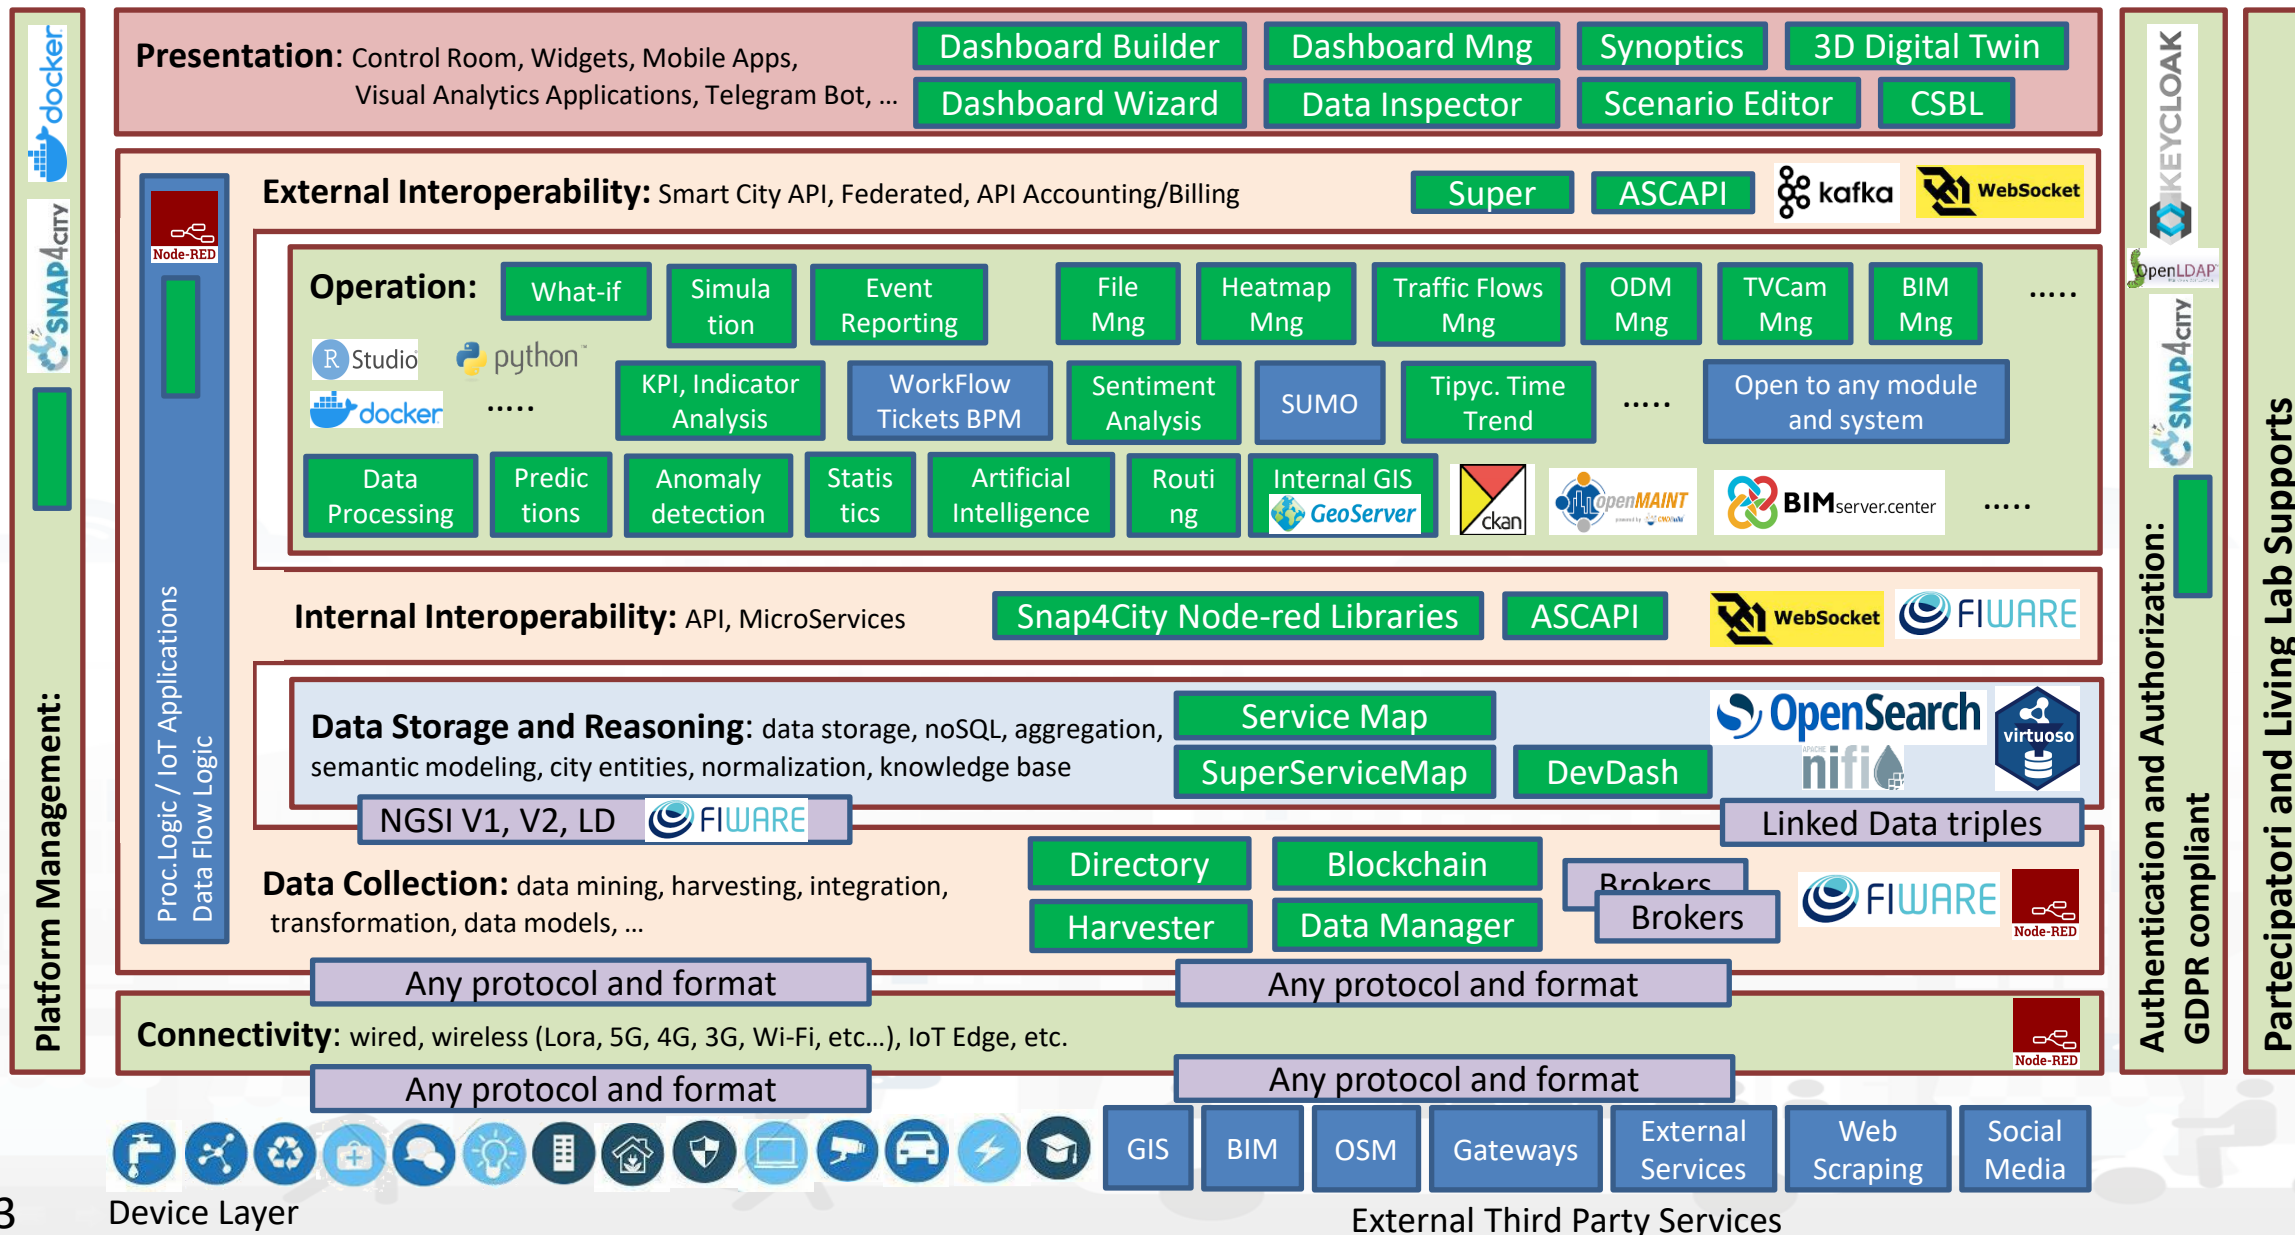 docker
SNAP4CITY
Platform Management:
Presentation: Control Room, Widgets, Mobile Apps,
Visual Analytics Applications, Telegram Bot, ...
Dashboard Builder
Dashboard Mng
Synoptics
3D Digital Twin
Dashboard Wizard
Data Inspector
Scenario Editor
CSBL
Node-RED
Proc.Logic / IoT Applications
Data Flow Logic
External Interoperability: Smart City API, Federated, API Accounting/Billing
Super
ASCAPI
kafka
WebSocket
Operation:
What-if
Simula
tion
Event
Reporting
File
Mng
Heatmap
Mng
Traffic Flows
Mng
ODM
Mng
TVCam
Mng
BIM
Mng
.....
R Studio
python
docker
.....
KPI, Indicator
Analysis
WorkFlow
Tickets BPM
Sentiment
Analysis
SUMO
Tipyc. Time
Trend
.....
Open to any module
and system
Data
Processing
Predic
tions
Anomaly
detection
Statis
tics
Artificial
Intelligence
Routi
ng
Internal GIS
GeoServer
ckan
openMAINT
BIMserver.center
.....
Internal Interoperability: API, MicroServices
Snap4City Node-red Libraries
ASCAPI
WebSocket
FIWARE
Data Storage and Reasoning: data storage, noSQL, aggregation,
semantic modeling, city entities, normalization, knowledge base
Service Map
SuperServiceMap
DevDash
OpenSearch
APACHE
nifi
virtuoso
NGSI V1, V2, LD
FIWARE
Linked Data triples
Data Collection: data mining, harvesting, integration,
transformation, data models, ...
Directory
Blockchain
Harvester
Data Manager
Brokers
Brokers
FIWARE
Node-RED
Any protocol and format
Any protocol and format
Connectivity: wired, wireless (Lora, 5G, 4G, 3G, Wi-Fi, etc...), IoT Edge, etc.
Node-RED
Any protocol and format
Any protocol and format
GIS
BIM
OSM
Gateways
External
Services
Web
Scraping
Social
Media
3
Device Layer
External Third Party Services
KEYCLOAK
OpenLDAP
SNAP4CITY
Authentication and Authorization:
GDPR compliant
Partecipatori and Living Lab Supports